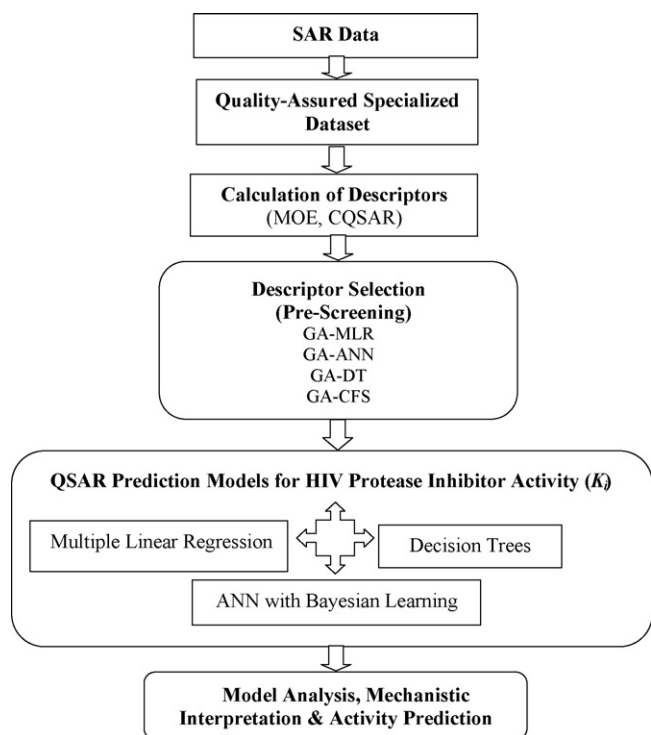 SAR Data
Quality-Assured Specialized
Dataset
Calculation of Descriptors
(MOE, CQSAR)
Descriptor Selection
(Pre-Screening)
GA-MLR
GA-ANN
GA-DT
GA-CFS
QSAR Prediction Models for HIV Protease Inhibitor Activity (Ki)
Multiple Linear Regression
Decision Trees
ANN with Bayesian Learning
Model Analysis, Mechanistic
Interpretation & Activity Prediction